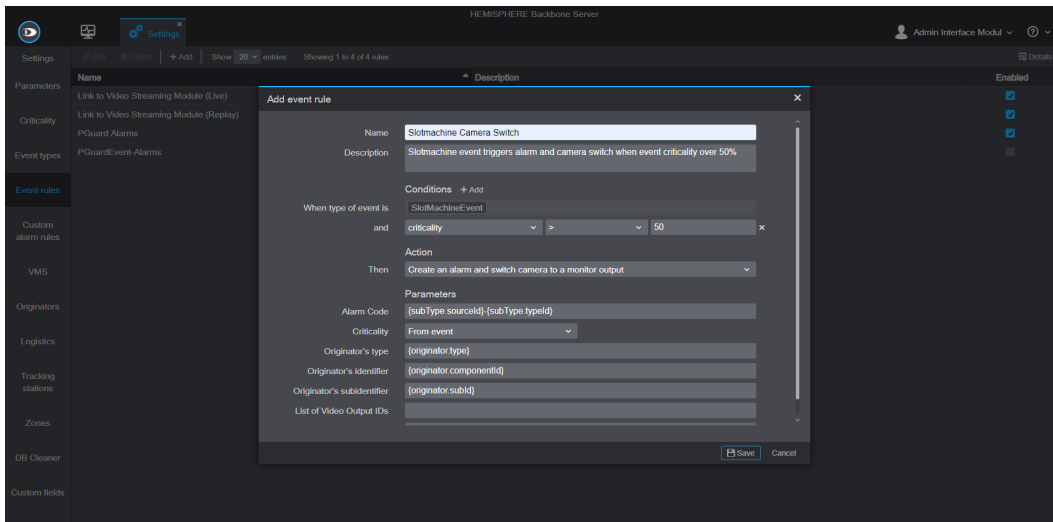 HEMISPHERE Backbone Server
Settings
Admin Interface Modul
Settings
Edit Delete + Add Show 20 entries Showing 1 to 4 of 4 rules Details
Name Description Enabled
Parameters
Link to Video Streaming Module (Live)
Link to Video Streaming Module (Replay)
Criticality
PGuard Alarms
PGuardEvent-Alarms
Event types
Event rules
Custom
alarm rules
VMS
Originators
Logistics
Tracking
stations
Zones
DB Cleaner
Custom fields
Add event rule ×
Name Slotmachine Camera Switch
Description Slotmachine event triggers alarm and camera switch when event criticality over 50%
Conditions + Add
When type of event is SlotMachineEvent
and criticality > 50 ×
Action
Then Create an alarm and switch camera to a monitor output
Parameters
Alarm Code {subType.sourceId}-{subType.typeId}
Criticality From event
Originator's type {originator.type}
Originator's identifier {originator.componentId}
Originator's subidentifier {originator.subId}
List of Video Output IDs
Save Cancel